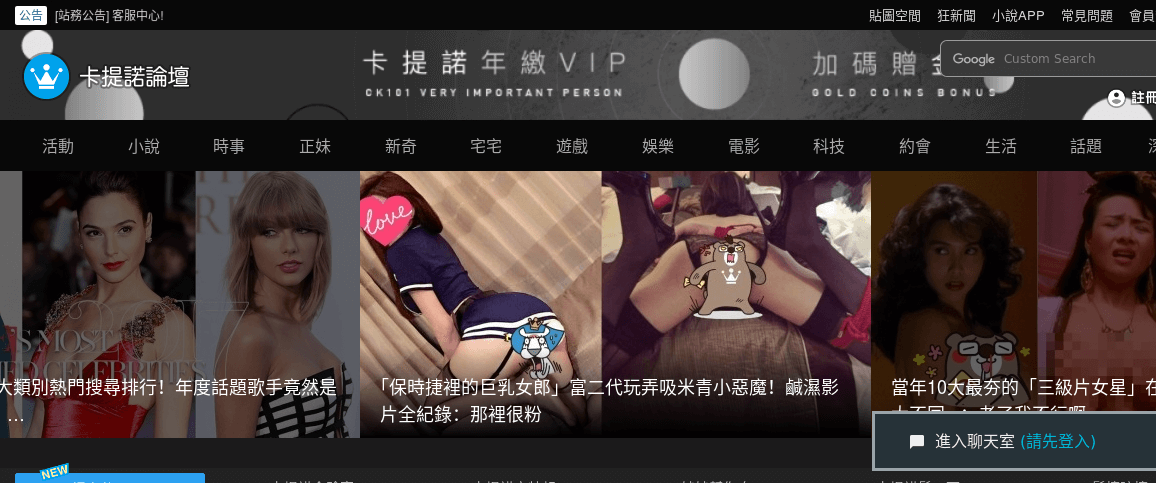 公告 [站務公告] 客服中心!
貼圖空間 狂新聞 小說APP 常見問題 會員
卡提諾論壇
卡提諾年繳VIP 加碼贈金
CK101 VERY IMPORTANT PERSON GOLD COINS BONUS
Google Custom Search
註冊
活動 小說 時事 正妹 新奇 宅宅 遊戲 娛樂 電影 科技 約會 生活 話題
love
大類別熱門搜尋排行！年度話題歌手竟然是
…
「保時捷裡的巨乳女郎」富二代玩弄吸米青小惡魔！鹹濕影
片全紀錄：那裡很粉
當年10大最夯的「三級片女星」在
進入聊天室 (請先登入)
NEW